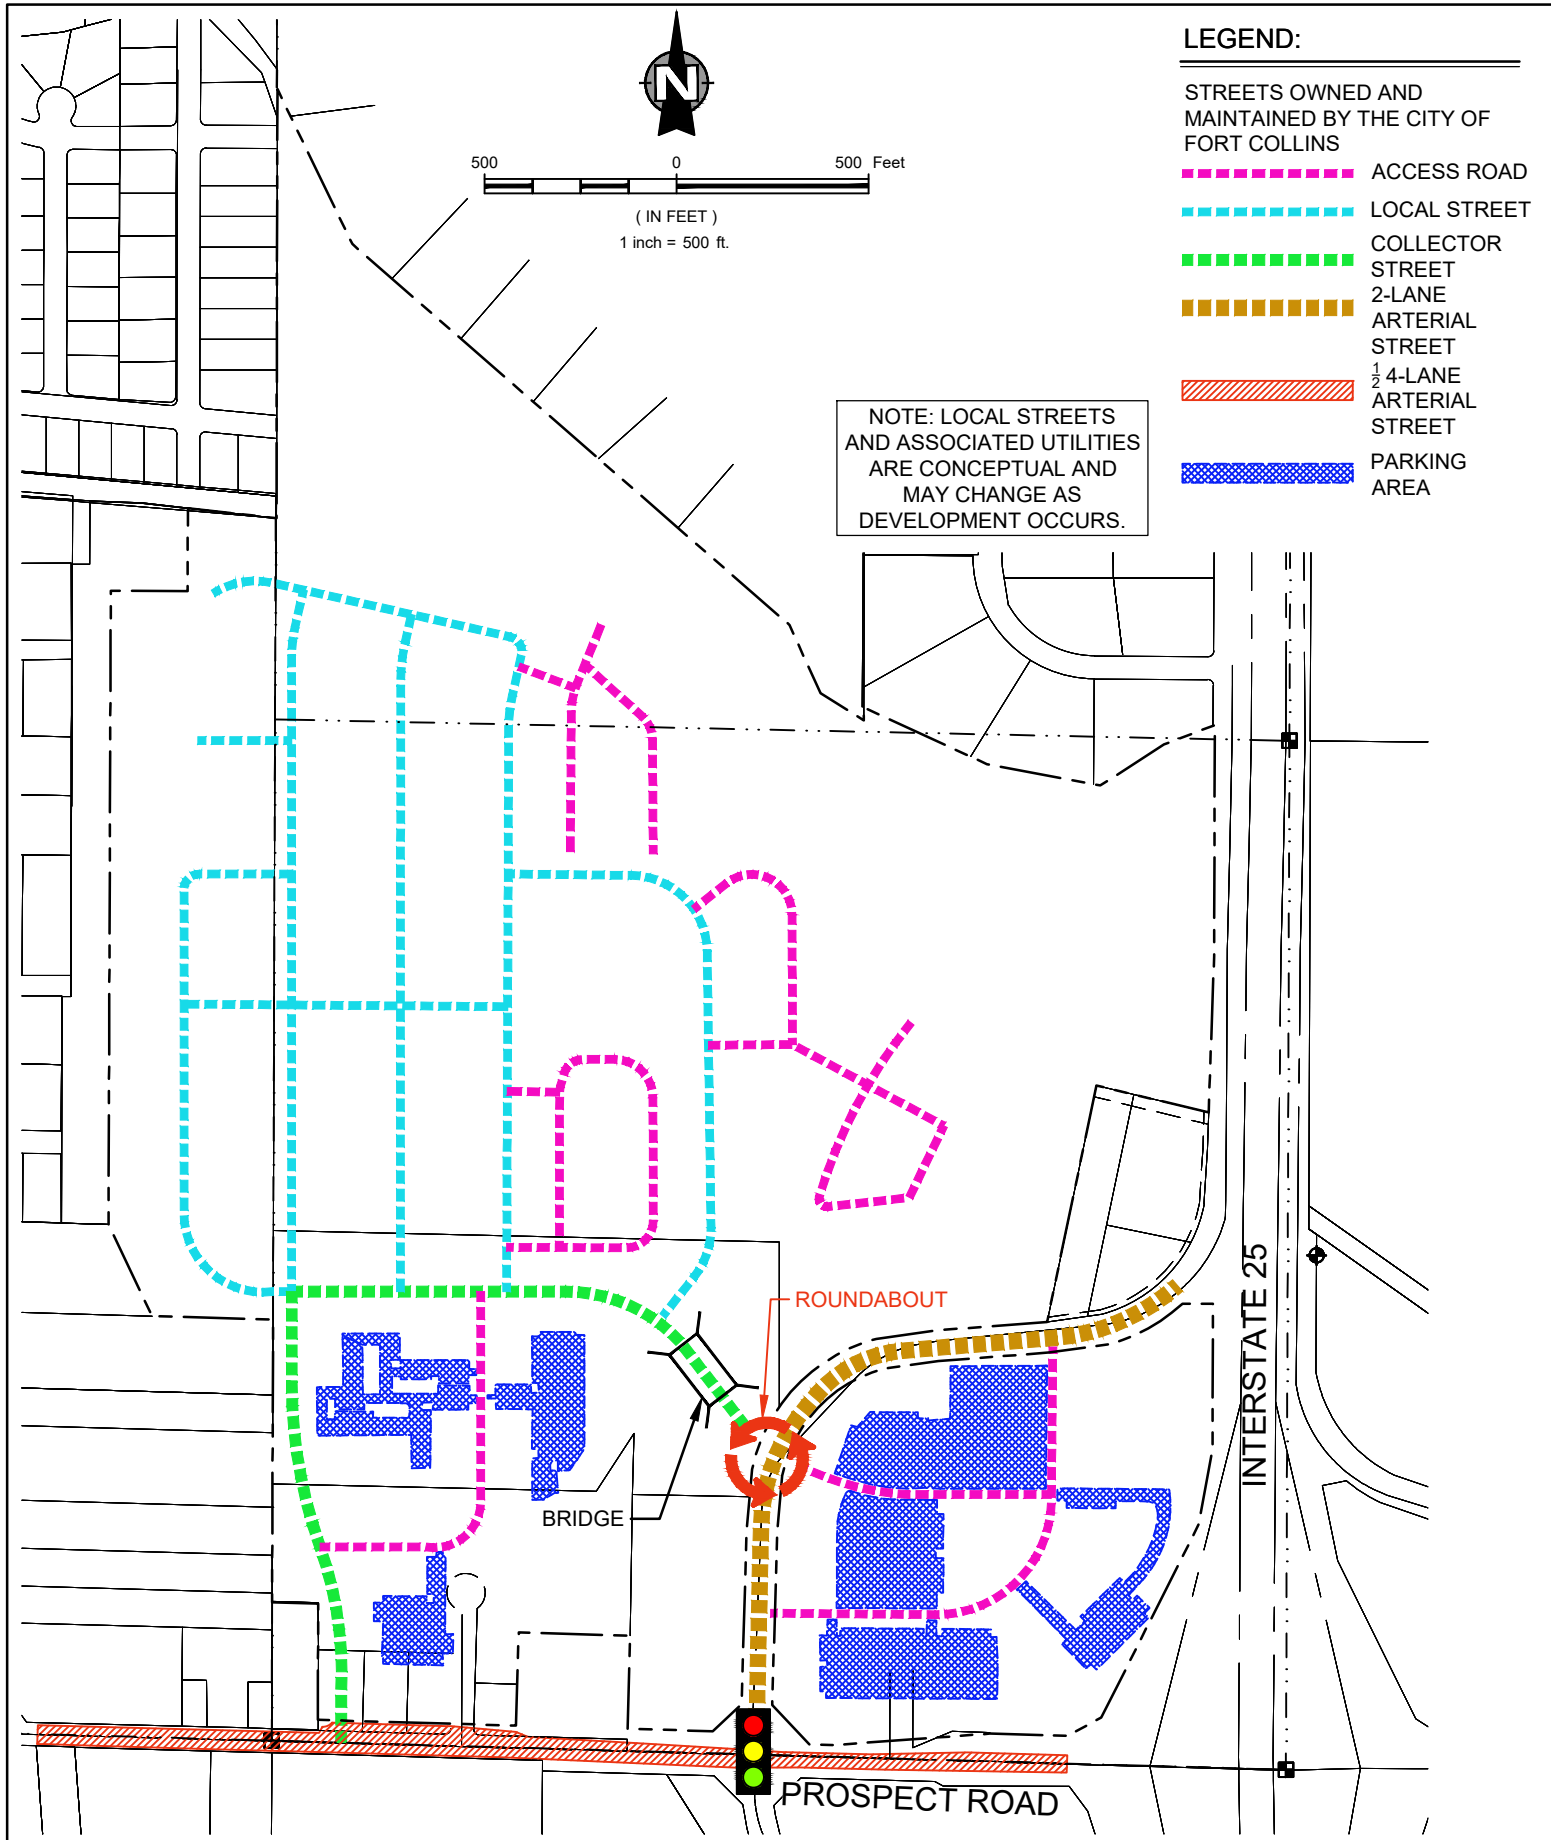 LEGEND:
STREETS OWNED AND
MAINTAINED BY THE CITY OF
FORT COLLINS
ACCESS ROAD
LOCAL STREET
COLLECTOR
STREET
2-LANE
ARTERIAL
STREET
1/2 4-LANE
ARTERIAL
STREET
PARKING
AREA
N
500 0 500 Feet
( IN FEET )
1 inch = 500 ft.
NOTE: LOCAL STREETS
AND ASSOCIATED UTILITIES
ARE CONCEPTUAL AND
MAY CHANGE AS
DEVELOPMENT OCCURS.
ROUNDABOUT
INTERSTATE 25
BRIDGE
PROSPECT ROAD